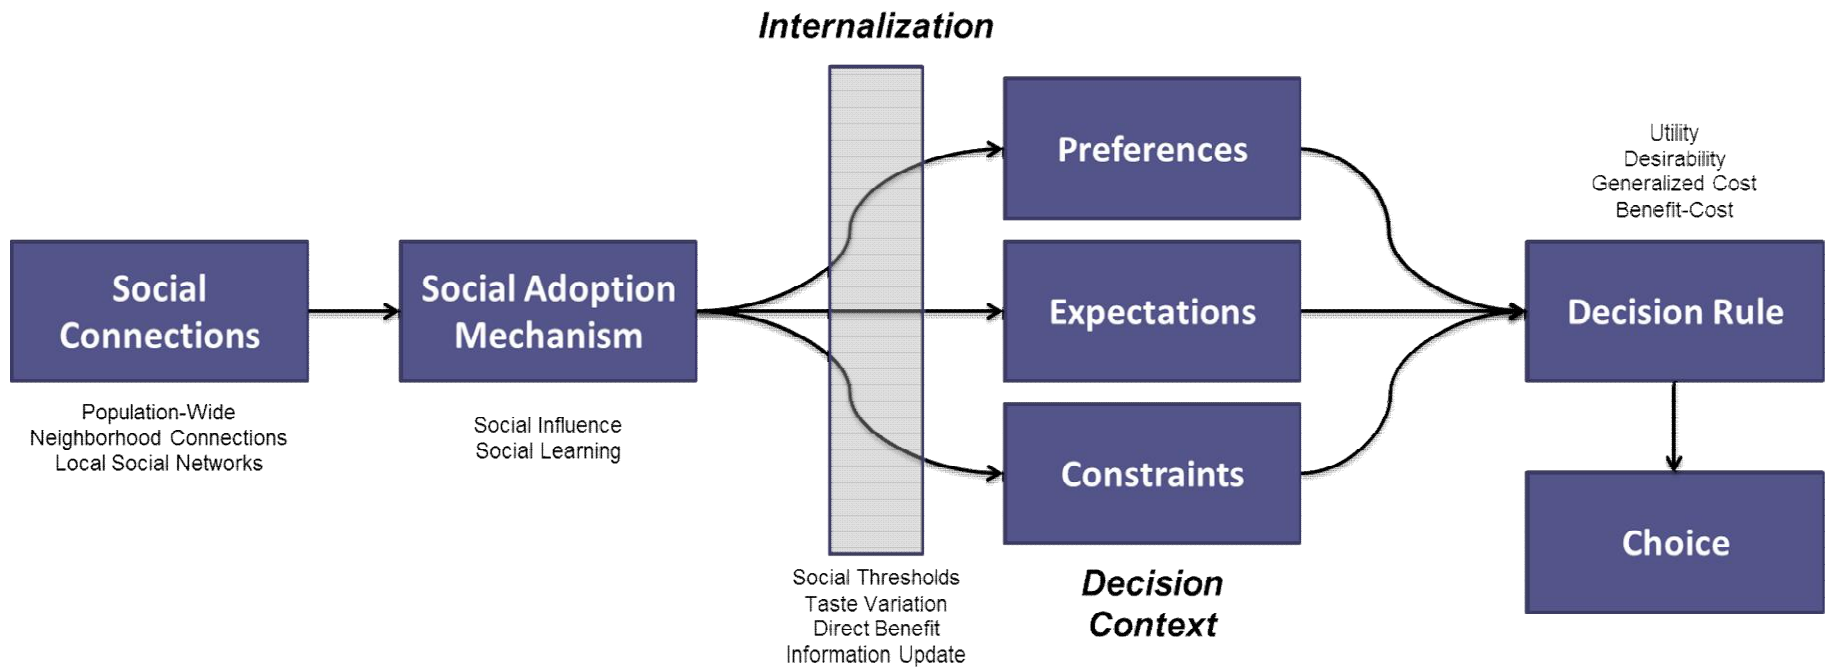 Internalization
Preferences
Utility
Desirability
Generalized Cost
Benefit-Cost
Social
Connections
Social Adoption
Mechanism
Expectations
Decision Rule
Population-Wide
Neighborhood Connections
Local Social Networks
Social Influence
Social Learning
Constraints
Choice
Social Thresholds
Taste Variation
Direct Benefit
Information Update
Decision
Context